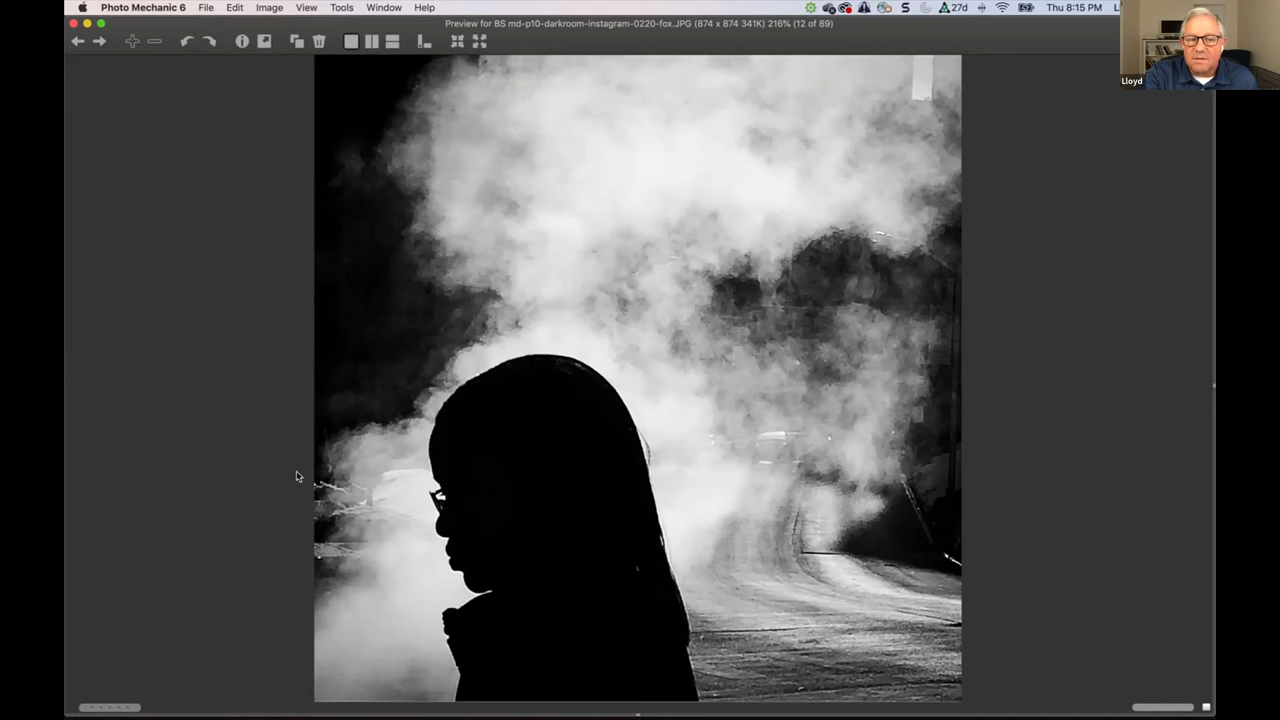 Photo Mechanic 6 File Edit Image View Tools Window Help 27d Thu 8:15 PM L
Preview for BS md-p10-darkroom-instagram-0220-fox.JPG (874 x 874 341K) 216% (12 of 89)
Lloyd